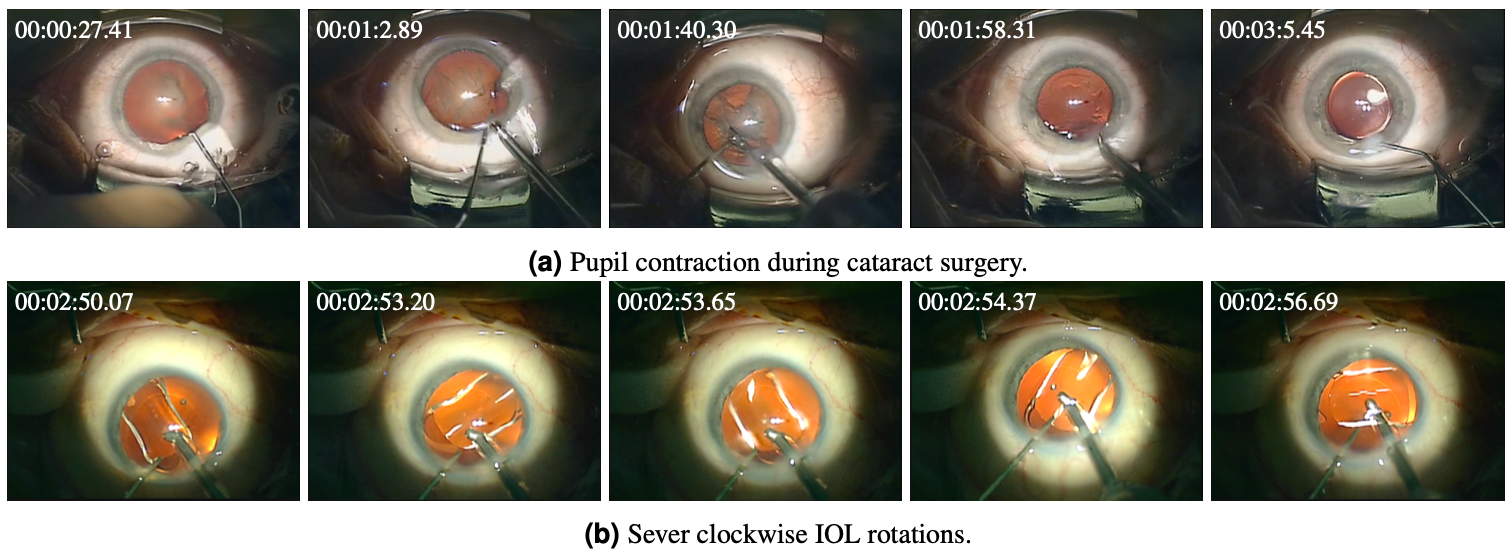 00:00:27.41 00:01:2.89 00:01:40.30 00:01:58.31 00:03:5.45
(a) Pupil contraction during cataract surgery.
00:02:50.07 00:02:53.20 00:02:53.65 00:02:54.37 00:02:56.69
(b) Sever clockwise IOL rotations.